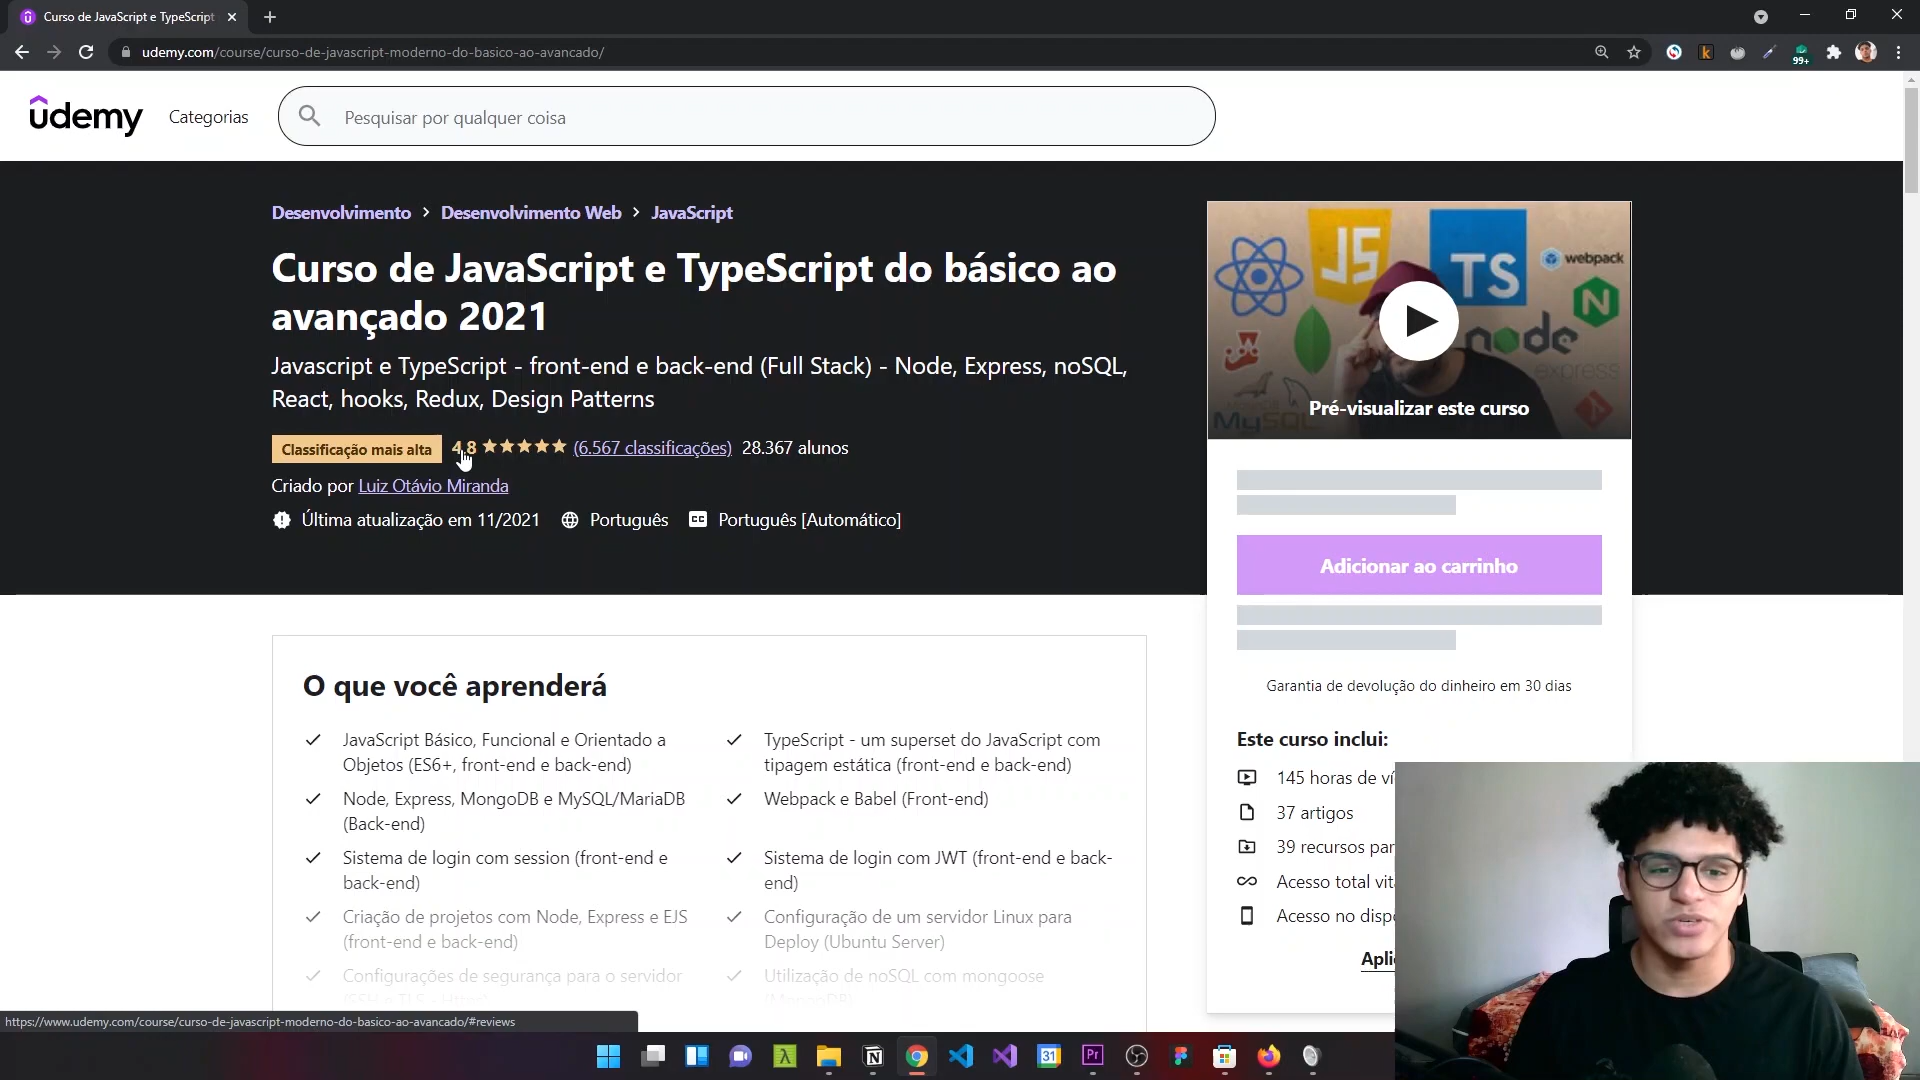 Curso de JavaScript e TypeScript
udemy.com/course/curso-de-javascript-moderno-do-basico-ao-avancado/
99+
udemy
Categorias
Pesquisar por qualquer coisa
Desenvolvimento > Desenvolvimento Web > JavaScript
Curso de JavaScript e TypeScript do básico ao
avançado 2021
Javascript e TypeScript - front-end e back-end (Full Stack) - Node, Express, noSQL,
React, hooks, Redux, Design Patterns
Classificação mais alta 4,8 (6.567 classificações) 28.367 alunos
Criado por Luiz Otávio Miranda
Última atualização em 11/2021 Português CC Português [Automático]
JS
TS
webpack
N
node
express
MySQL
Pré-visualizar este curso
Adicionar ao carrinho
Garantia de devolução do dinheiro em 30 dias
Este curso inclui:
145 horas de ví
37 artigos
39 recursos par
Acesso total vit
Acesso no disp
Apli
O que você aprenderá
JavaScript Básico, Funcional e Orientado a
Objetos (ES6+, front-end e back-end)
TypeScript - um superset do JavaScript com
tipagem estática (front-end e back-end)
Node, Express, MongoDB e MySQL/MariaDB
(Back-end)
Webpack e Babel (Front-end)
Sistema de login com session (front-end e
back-end)
Sistema de login com JWT (front-end e back-
end)
Criação de projetos com Node, Express e EJS
(front-end e back-end)
Configuração de um servidor Linux para
Deploy (Ubuntu Server)
Configurações de segurança para o servidor
(SSH e TLS - Https)
Utilização de noSQL com mongoose
(MongoDB)
https://www.udemy.com/course/curso-de-javascript-moderno-do-basico-ao-avancado/#reviews
31
Pr